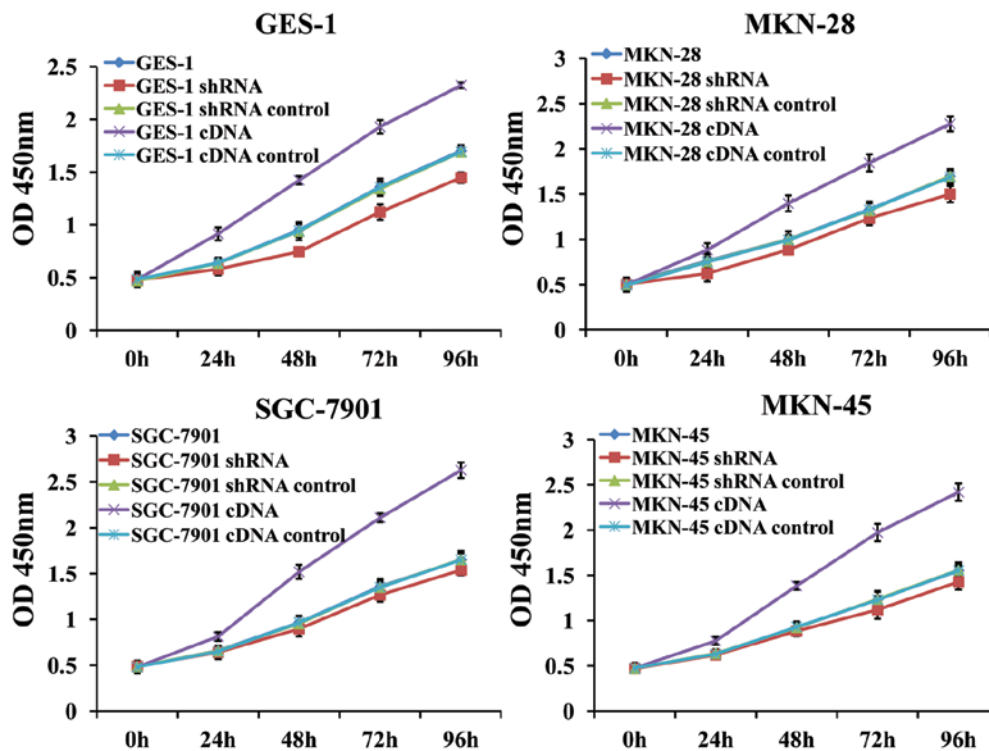 GES-1
GES-1
GES-1 shRNA
GES-1 shRNA control
GES-1 cDNA
GES-1 cDNA control
OD 450nm
2.5
2
1.5
1
0.5
0
0h 24h 48h 72h 96h
MKN-28
MKN-28
MKN-28 shRNA
MKN-28 shRNA control
MKN-28 cDNA
MKN-28 cDNA control
OD 450nm
3
2.5
2
1.5
1
0.5
0
0h 24h 48h 72h 96h
SGC-7901
SGC-7901
SGC-7901 shRNA
SGC-7901 shRNA control
SGC-7901 cDNA
SGC-7901 cDNA control
OD 450nm
3
2.5
2
1.5
1
0.5
0
0h 24h 48h 72h 96h
MKN-45
MKN-45
MKN-45 shRNA
MKN-45 shRNA control
MKN-45 cDNA
MKN-45 cDNA control
OD 450nm
3
2.5
2
1.5
1
0.5
0
0h 24h 48h 72h 96h